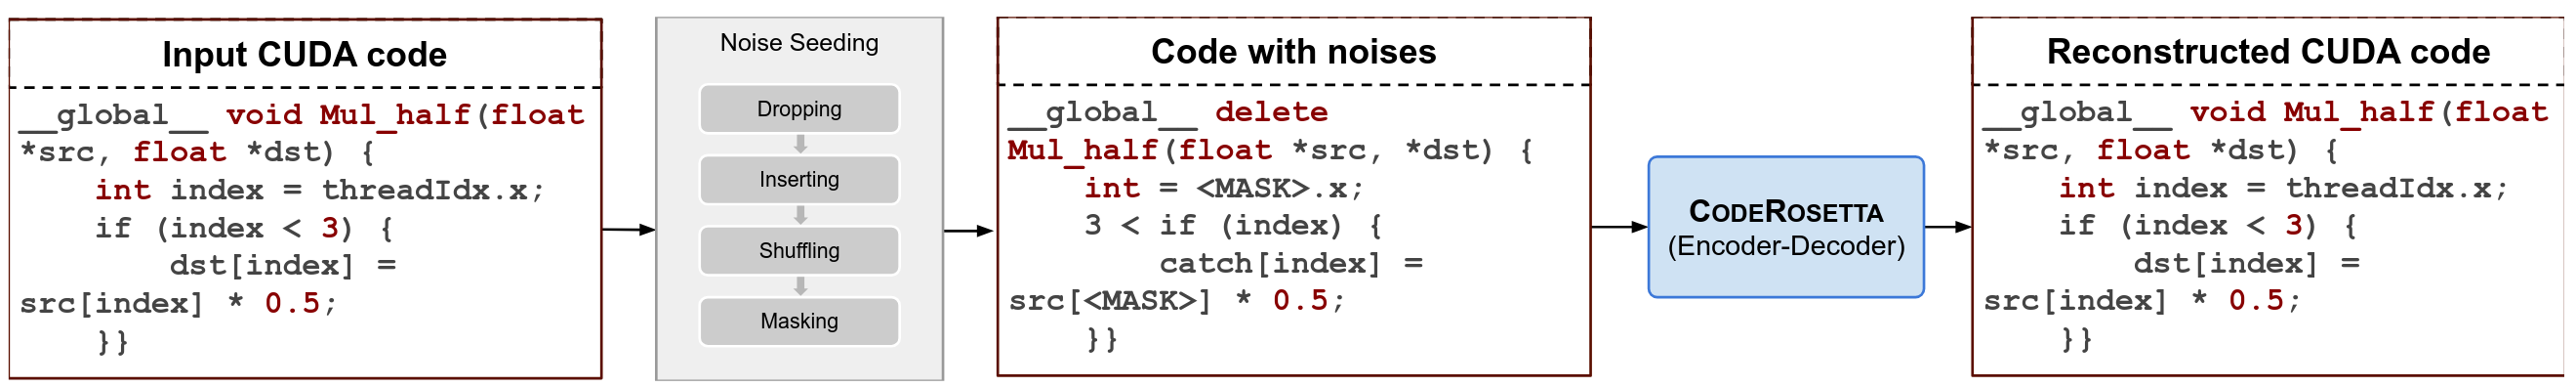 Input CUDA code
__global__ void Mul_half(float
*src, float *dst) {
    int index = threadIdx.x;
    if (index < 3) {
        dst[index] =
src[index] * 0.5;
    }}
Noise Seeding
Dropping
Inserting
Shuffling
Masking
Code with noises
__global__ delete
Mul_half(float *src, *dst) {
    int = <MASK>.x;
    3 < if (index) {
        catch[index] =
src[<MASK>] * 0.5;
    }}
CODEROSETTA
(Encoder-Decoder)
Reconstructed CUDA code
__global__ void Mul_half(float
*src, float *dst) {
    int index = threadIdx.x;
    if (index < 3) {
        dst[index] =
src[index] * 0.5;
    }}